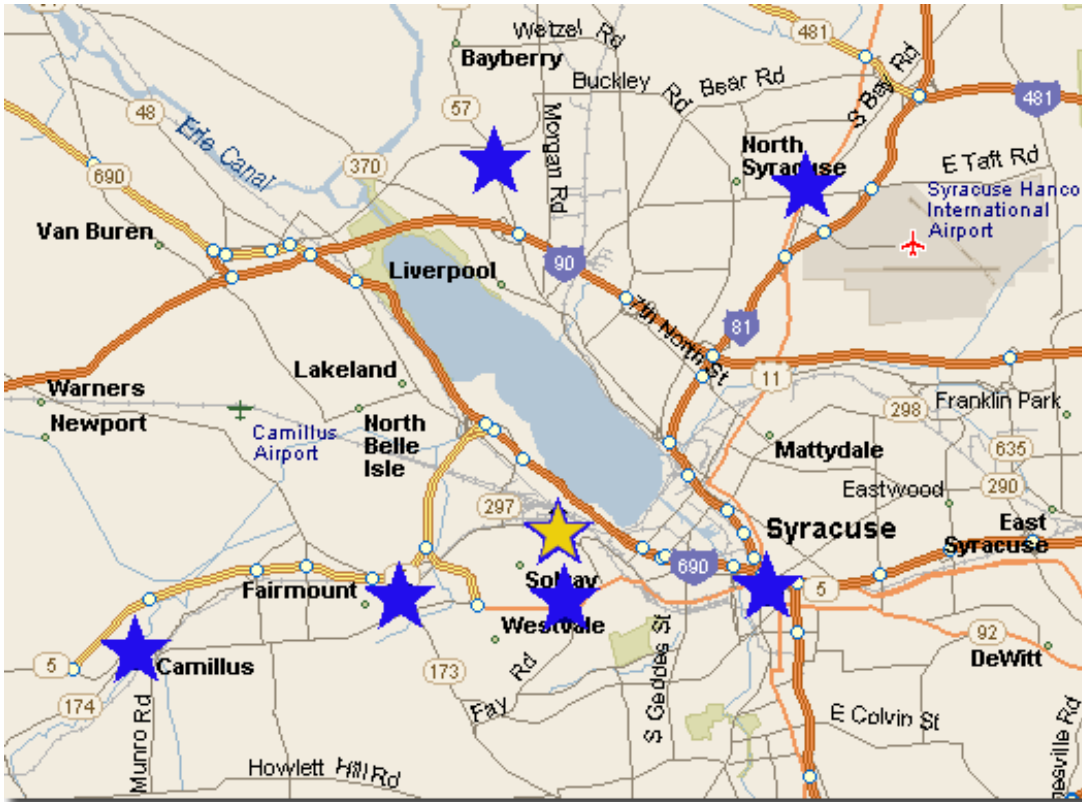 Wetzel Rd
481
Bayberry
Buckley Rd
Bear Rd
S Bay Rd
481
48
57
Morgan Rd
Erie Canal
370
North
Syracuse
E Taft Rd
690
Syracuse Hanco
International
Airport
Van Buren
Liverpool
90
7th North St
81
Lakeland
11
Warners
298
Franklin Park
Newport
North
Belle
Isle
Camillus
Airport
Mattydale
635
Eastwood
290
297
Syracuse
East
Syracuse
690
Solvay
5
Fairmount
Westvale
92
DeWitt
5
Camillus
173
Fay Rd
S Geddes St
174
Munro Rd
E Colvin St
esville Rd
Howlett Hill Rd
5